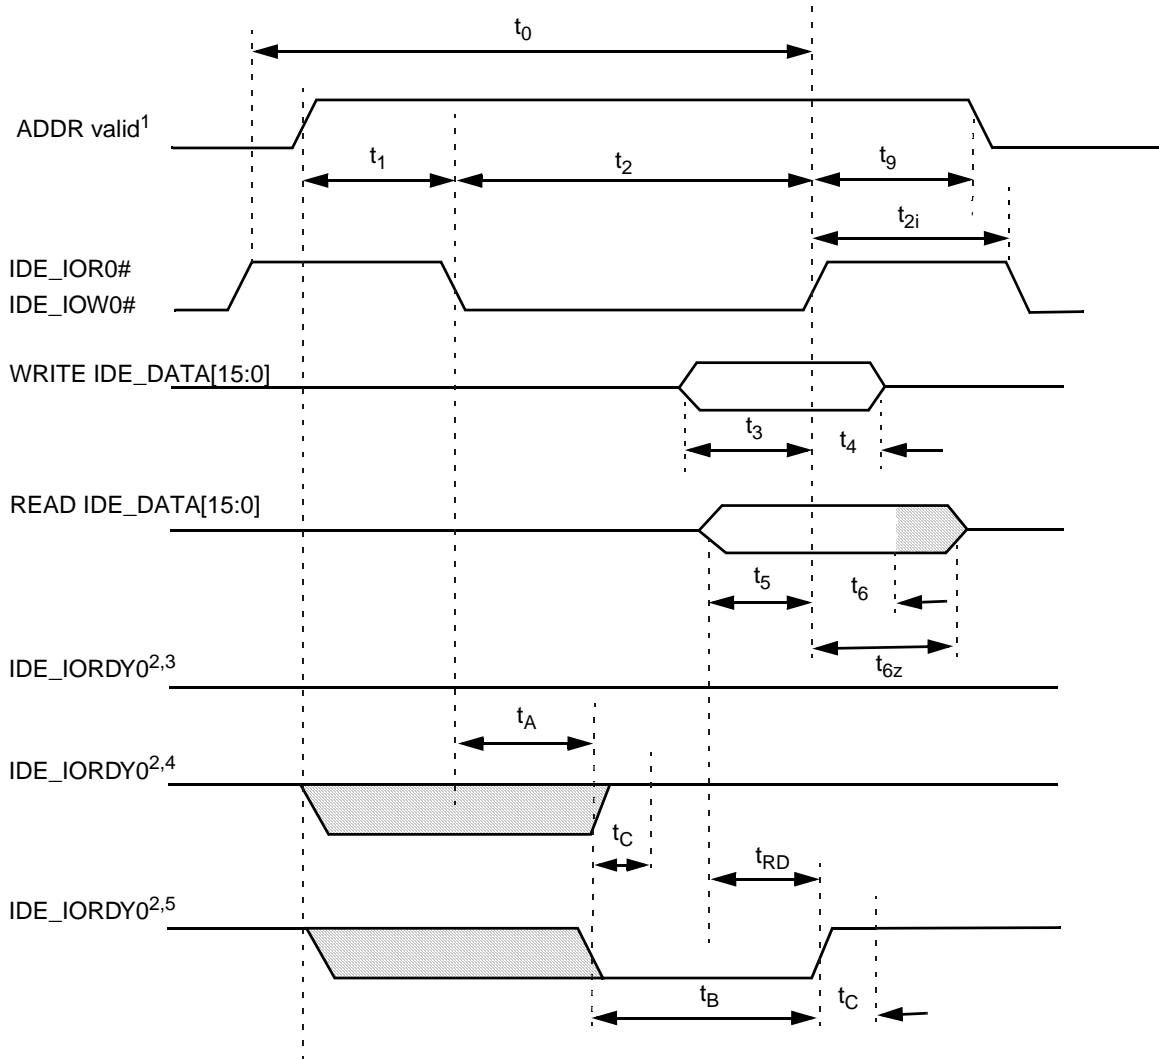 t0
ADDR valid1
t1
t2
t9
t2i
IDE_IOR0#
IDE_IOW0#
WRITE IDE_DATA[15:0]
t3
t4
READ IDE_DATA[15:0]
t5
t6
t6z
IDE_IORDY02,3
tA
IDE_IORDY02,4
tC
tRD
IDE_IORDY02,5
tB
tC